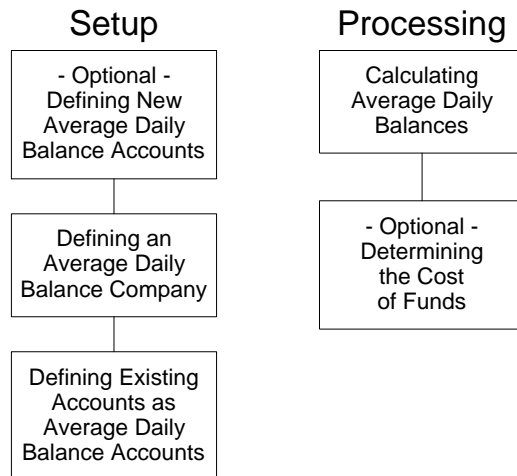 Setup
- Optional -
Defining New
Average Daily
Balance Accounts
Defining an
Average Daily
Balance Company
Defining Existing
Accounts as
Average Daily
Balance Accounts
Processing
Calculating
Average Daily
Balances
- Optional -
Determining
the Cost
of Funds